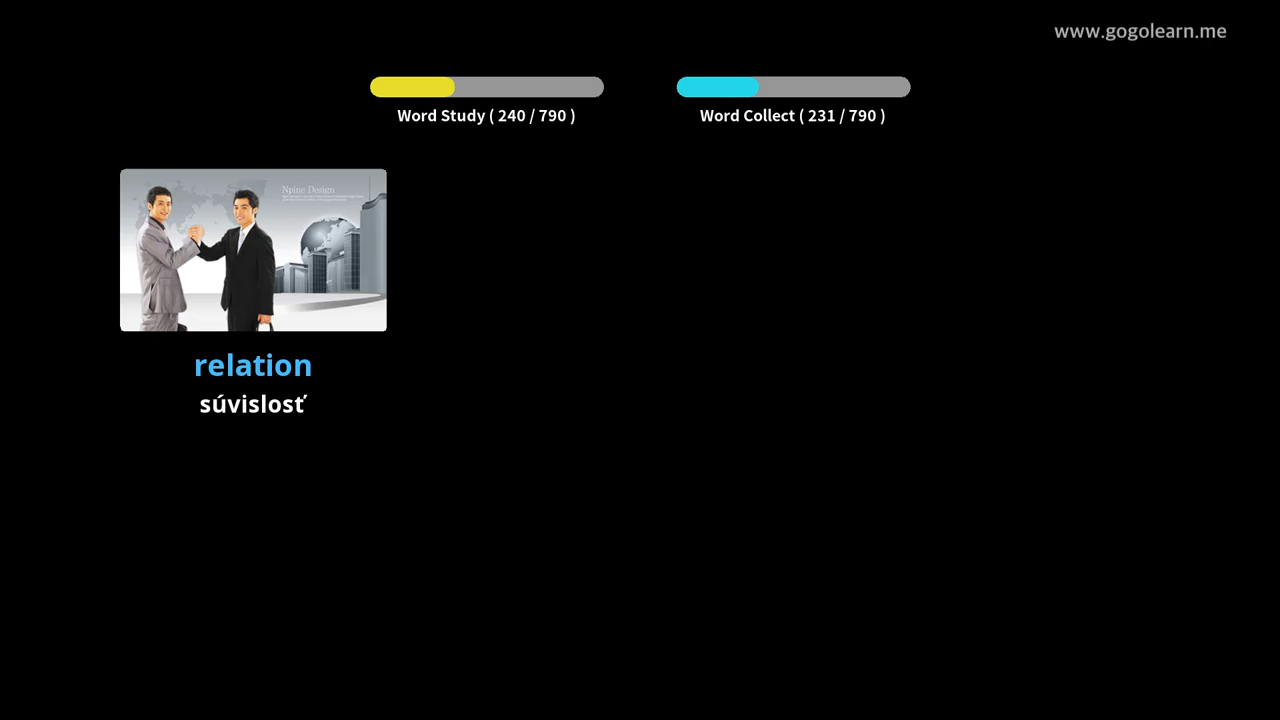 www.gogolearn.me
Word Study ( 240 / 790 )
Word Collect ( 231 / 790 )
Npine Design
relation
súvislosť